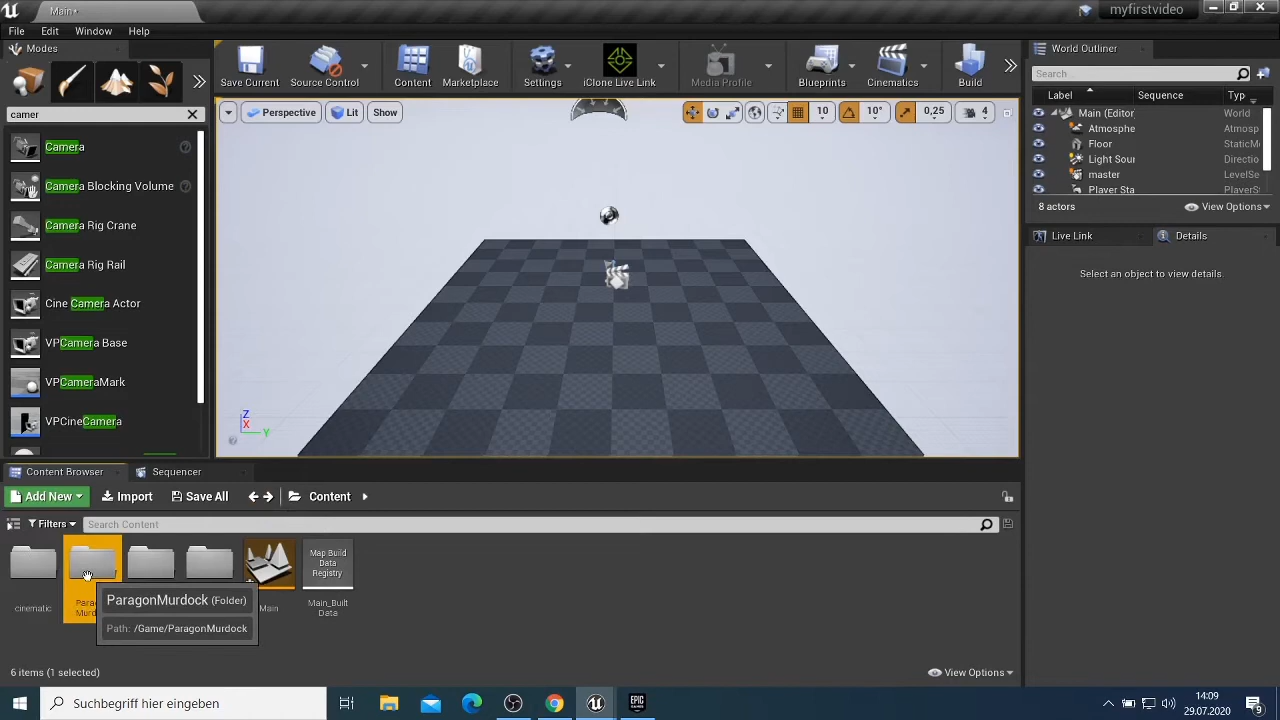 Main*
myfirstvideo
File Edit Window Help
Modes
World Outliner
Save Current
Source Control
Content
Marketplace
Settings
iClone Live Link
Media Profile
Blueprints
Cinematics
Build
Search...
Label
Sequence
Typ
camer
Perspective
Lit
Show
10
10°
0,25
4
Main (Editor
World
Atmosphe
Atmosp
Floor
StaticM
Light Sour
Directio
master
LevelSe
Player Sta
PlayerS
8 actors
View Options
Camera
Camera Blocking Volume
Camera Rig Crane
Camera Rig Rail
Cine Camera Actor
VPCamera Base
VPCameraMark
VPCineCamera
Live Link
Details
Select an object to view details.
Z
X
Y
Content Browser
Sequencer
Add New
Import
Save All
Content
Filters
Search Content
cinematic
Main
Map Build
Data
Registry
Main_Built
Data
ParagonMurdock (Folder)
Path: /Game/ParagonMurdock
6 items (1 selected)
View Options
Suchbegriff hier eingeben
EPIC
GAMES
14:09
29.07.2020
9